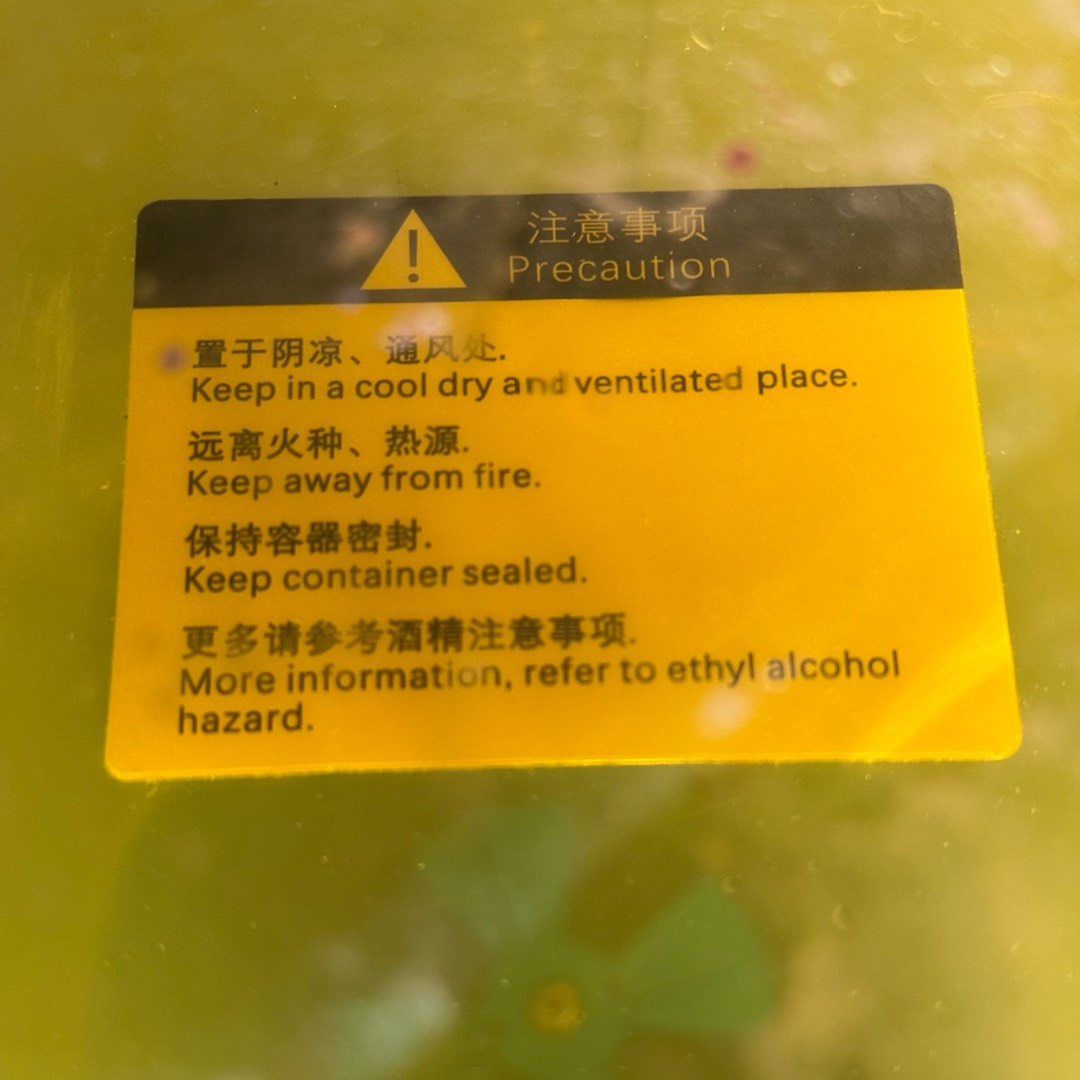 注意事项
Precaution
置于阴凉、通风处.
Keep in a cool dry and ventilated place.
远离火种、热源.
Keep away from fire.
保持容器密封.
Keep container sealed.
更多请参考酒精注意事项.
More information, refer to ethyl alcohol
hazard.